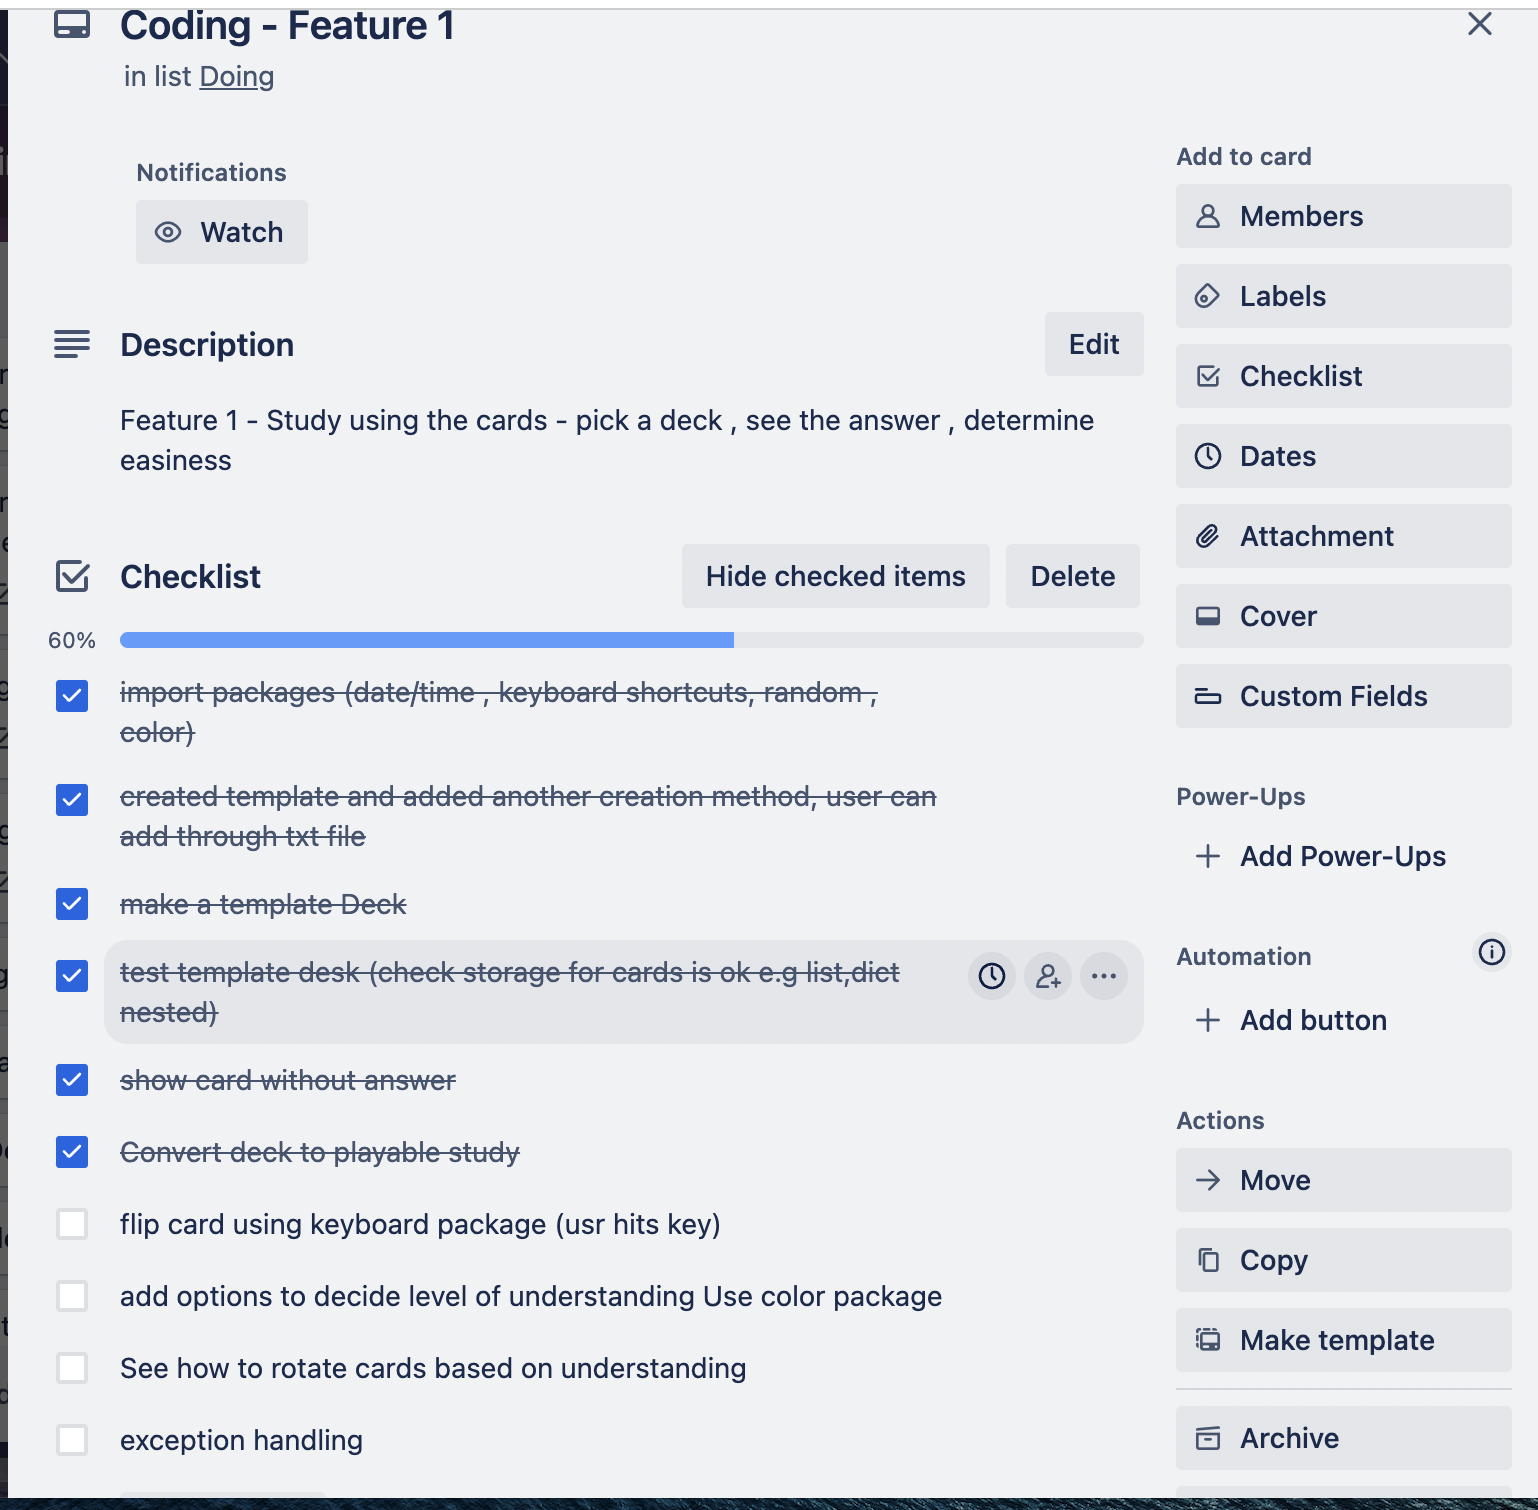 Coding - Feature 1
in list Doing
Notifications
Watch
Description
Edit
Feature 1 - Study using the cards - pick a deck , see the answer , determine
easiness
Checklist
Hide checked items
Delete
60%
import packages (date/time , keyboard shortcuts, random ,
color)
created template and added another creation method, user can
add through txt file
make a template Deck
test template desk (check storage for cards is ok e.g list,dict
nested)
show card without answer
Convert deck to playable study
flip card using keyboard package (usr hits key)
add options to decide level of understanding Use color package
See how to rotate cards based on understanding
exception handling
Add to card
Members
Labels
Checklist
Dates
Attachment
Cover
Custom Fields
Power-Ups
Add Power-Ups
Automation
Add button
Actions
Move
Copy
Make template
Archive